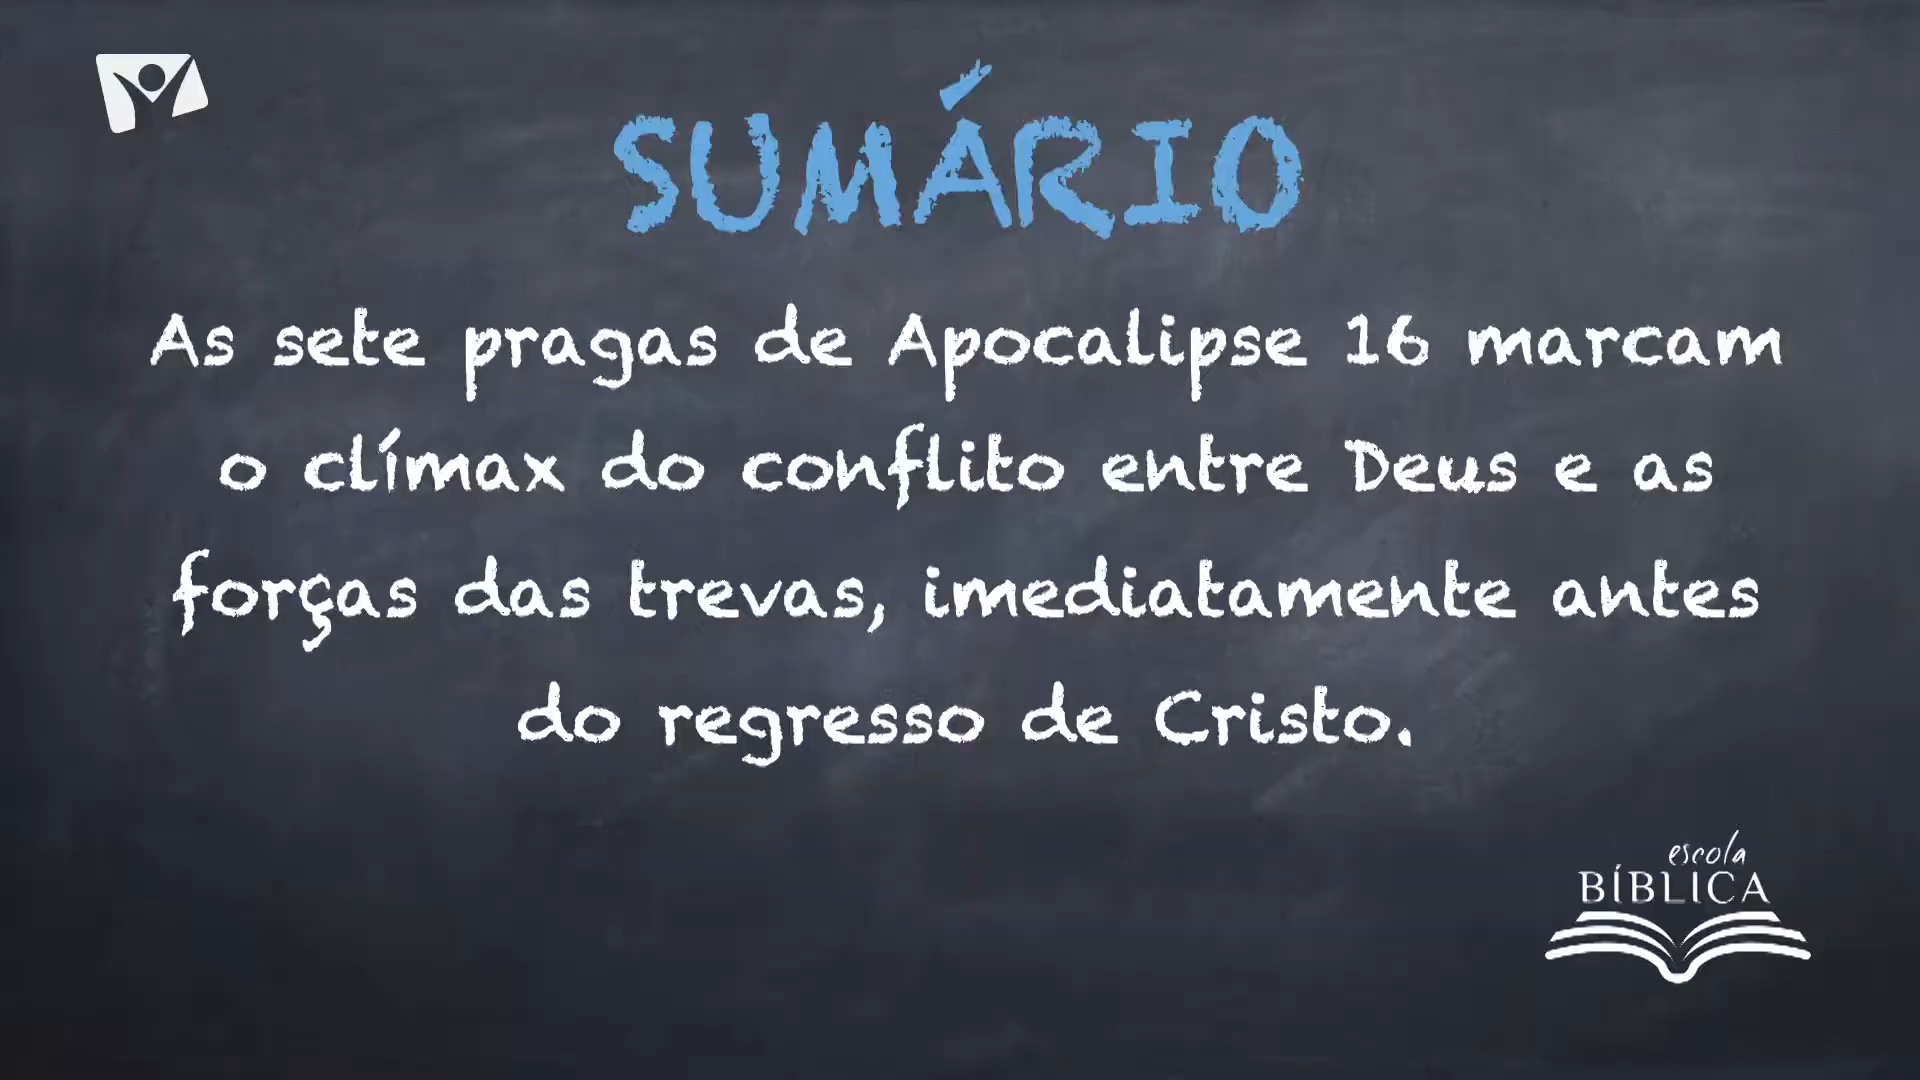 SUMÁRIO
As sete pragas de Apocalipse 16 marcam
o clímax do conflito entre Deus e as
forças das trevas, imediatamente antes
do regresso de Cristo.
escola
BÍBLICA